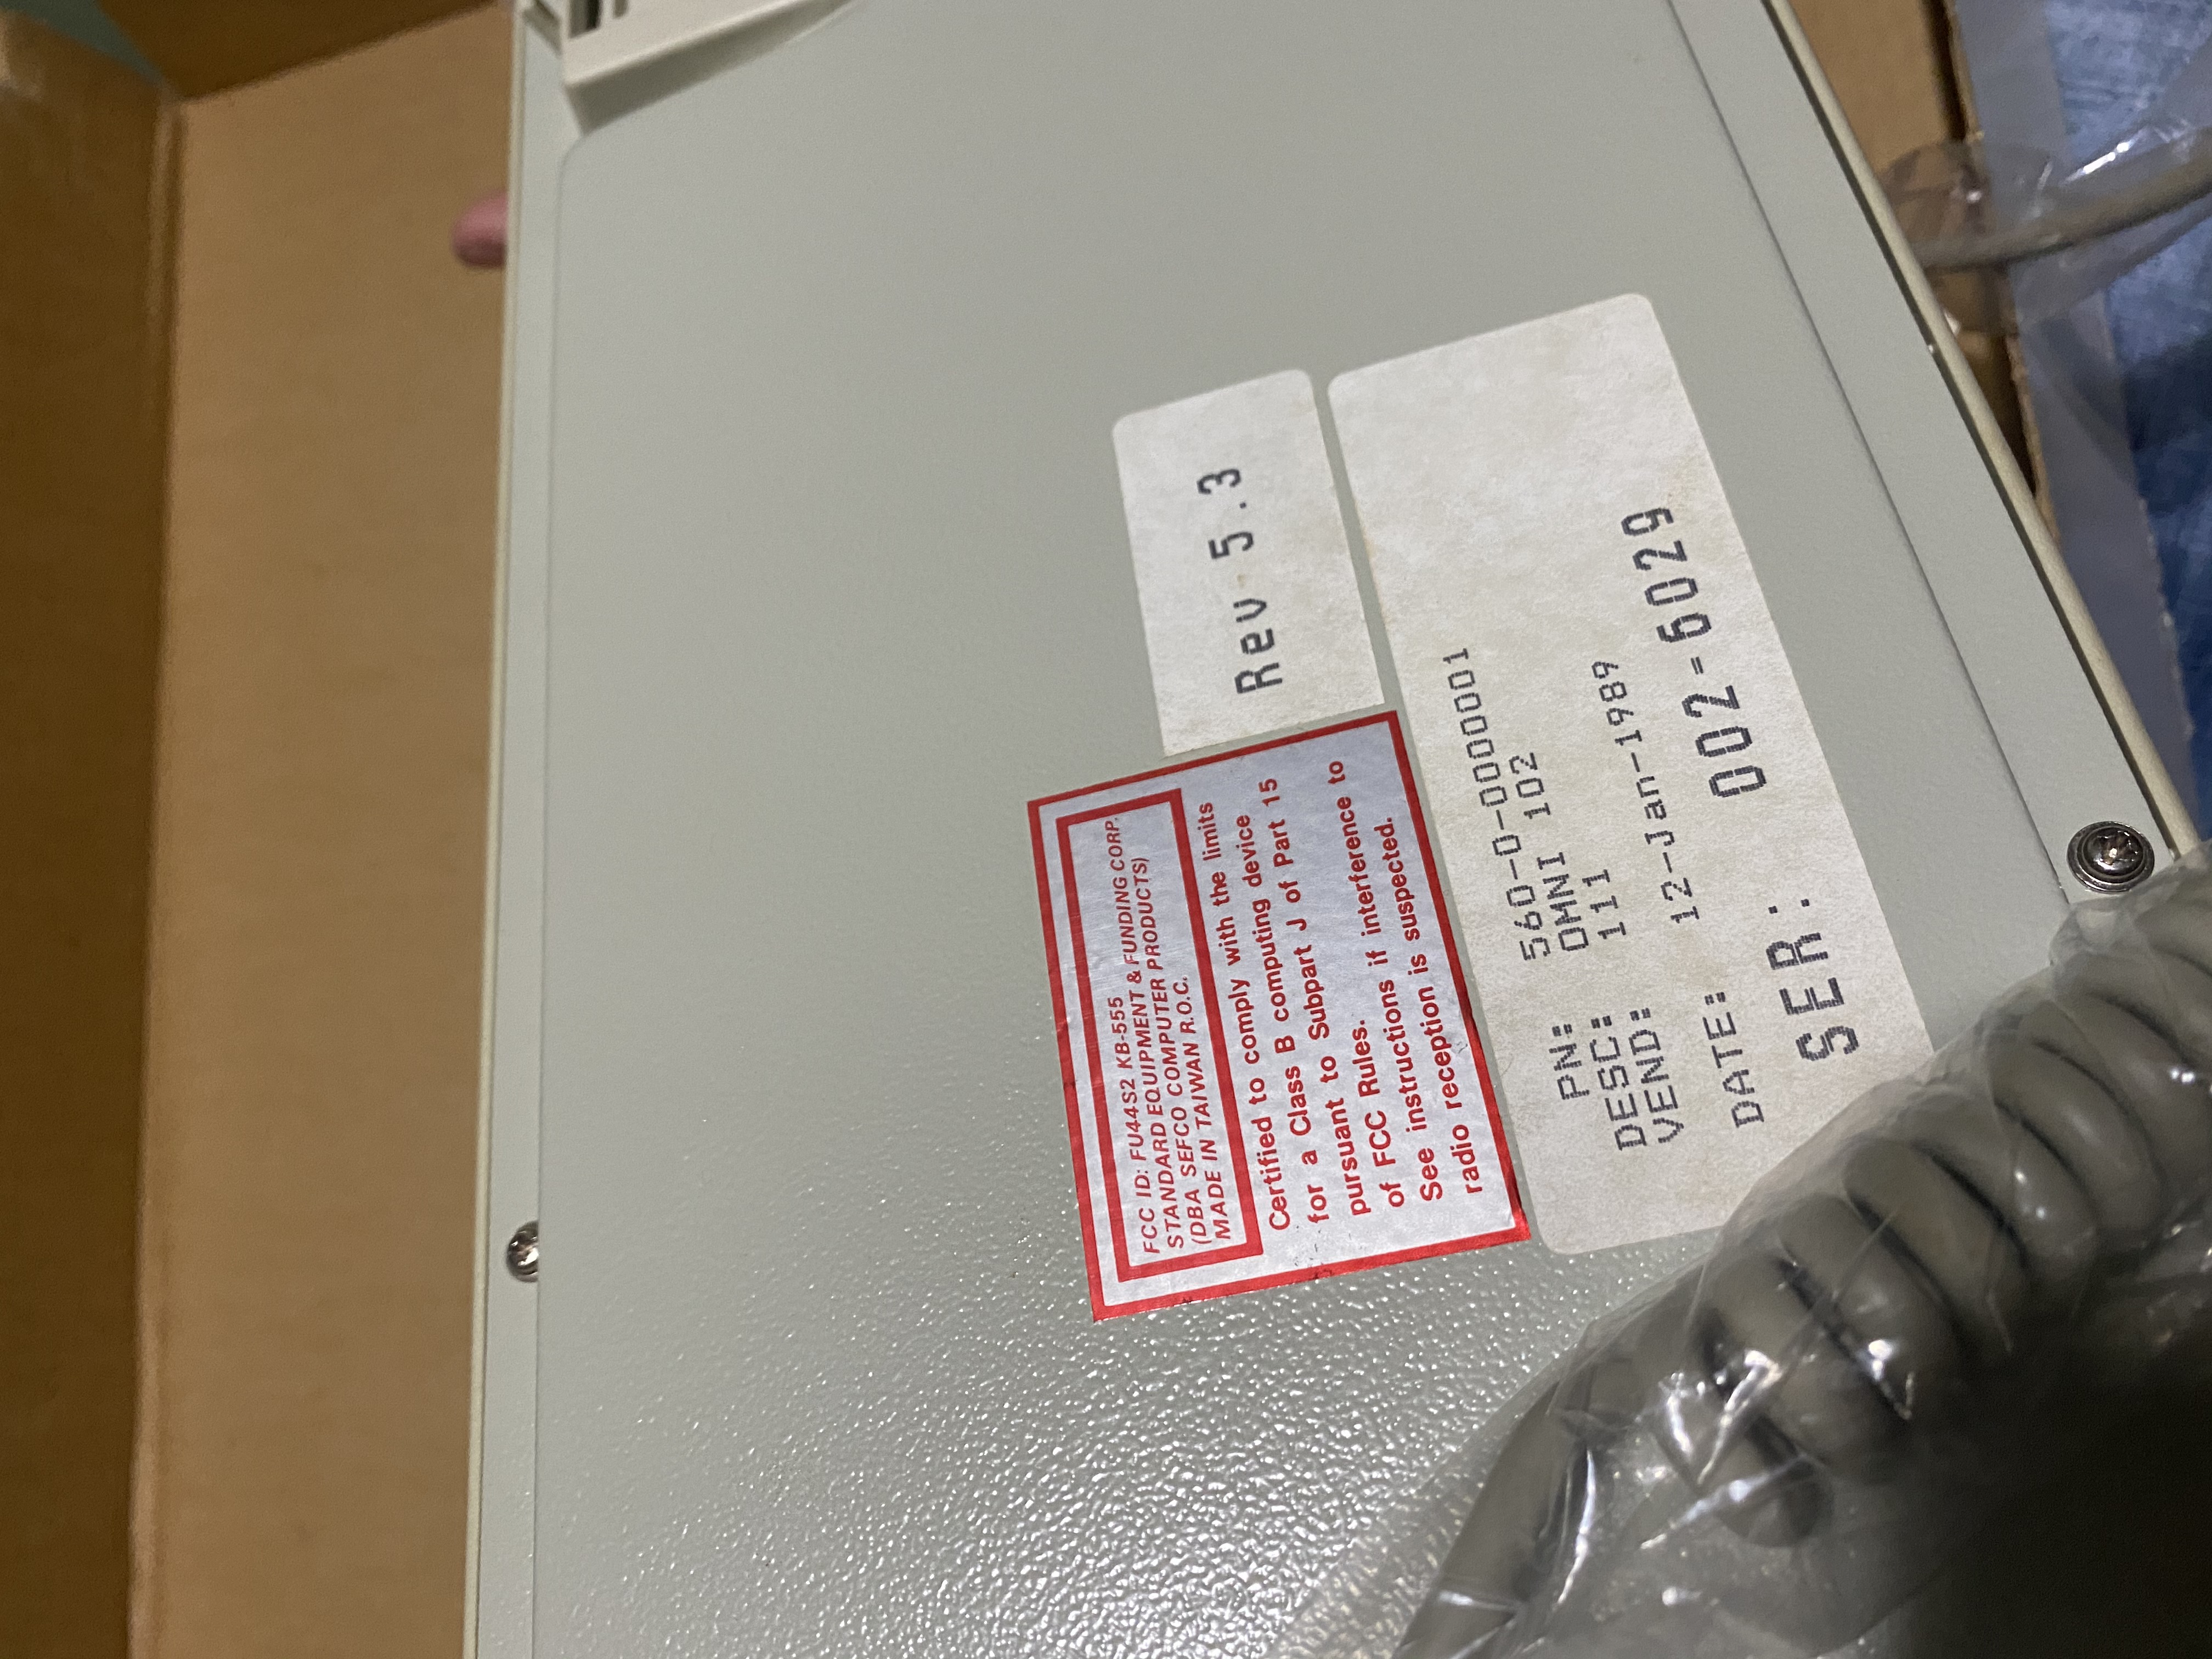 Rev 5.3
FCC ID: FU44S2 KB-555
STANDARD EQUIPMENT & FUNDING CORP.
(DBA SEFCO COMPUTER PRODUCTS)
MADE IN TAIWAN R.O.C.
Certified to comply with the limits
for a Class B computing device
pursuant to Subpart J of Part 15
of FCC Rules.
See instructions if interference to
radio reception is suspected.
PN: 560-0-0-0000001
DESC: OMNI 102
VEND: 111
DATE: 12-Jan-1989
SER: 002-6029